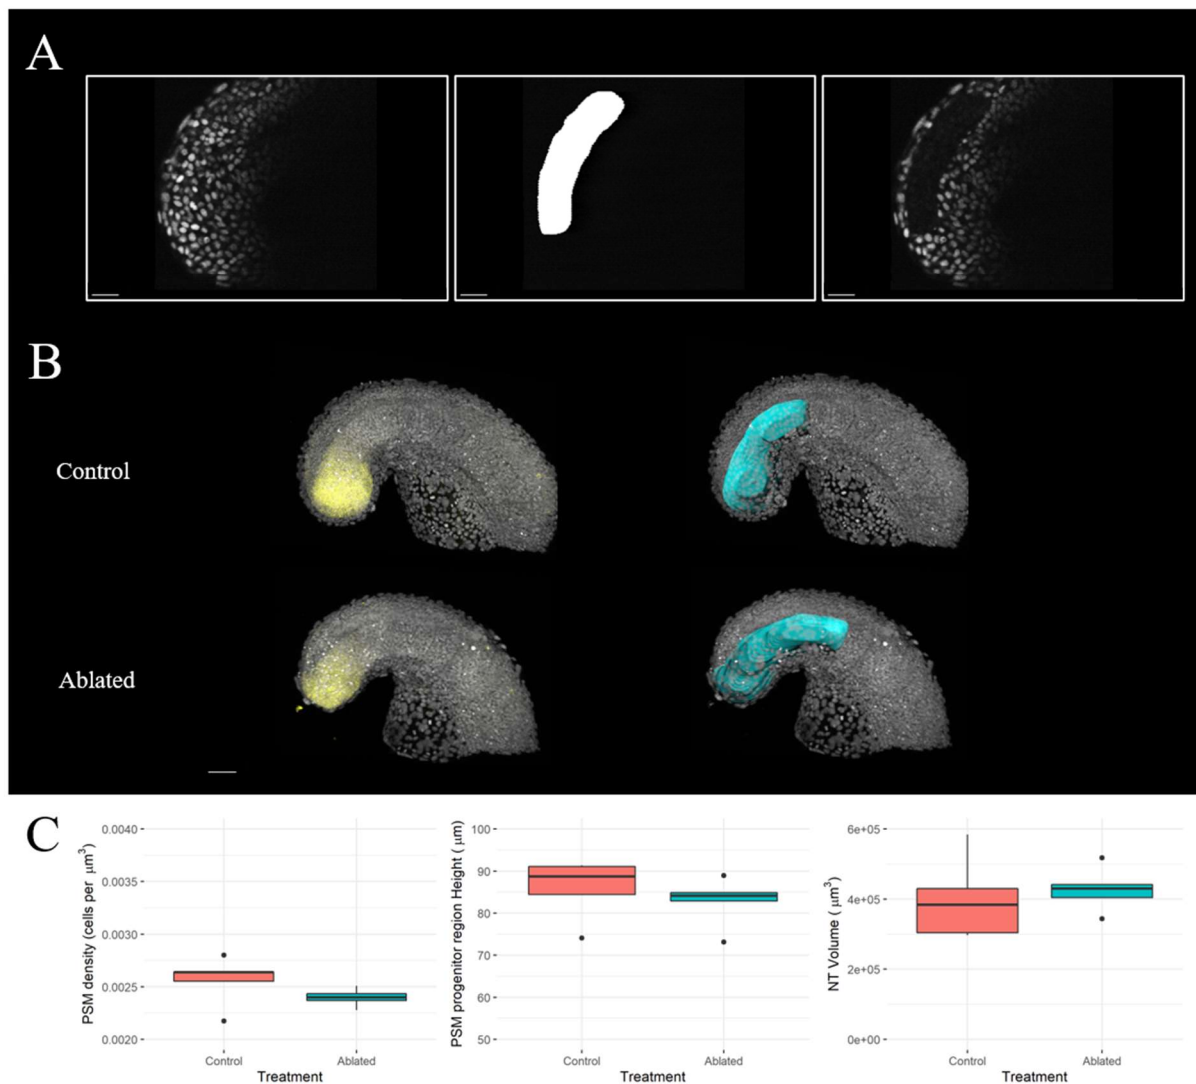 A
B
Control
Ablated
C
PSM density (cells per μm³)
0.0040
0.0035
0.0030
0.0025
0.0020
Control
Ablated
Treatment
PSM progenitor region Height ( μm)
100
90
80
70
60
50
Control
Ablated
Treatment
NT Volume ( μm³)
6e+05
4e+05
2e+05
0e+00
Control
Ablated
Treatment